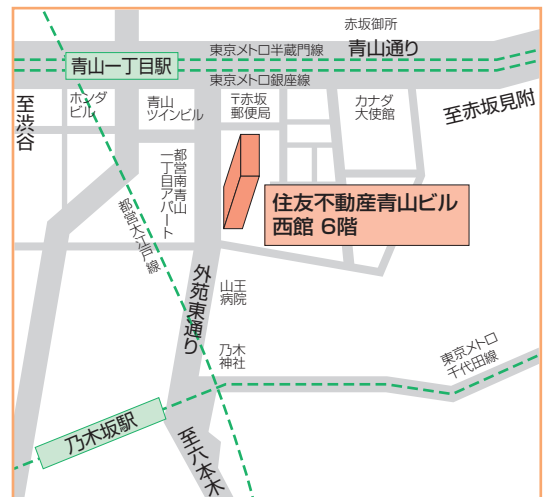 赤坂御所
東京メトロ半蔵門線
青山通り
青山一丁目駅
東京メトロ銀座線
至渋谷
ホンダ
ビル
青山
ツインビル
〒赤坂
郵便局
カナダ
大使館
至赤坂見附
都営南青山
一丁目アパート
都営大江戸線
住友不動産青山ビル
西館 6階
外苑東通り
山王
病院
乃木
神社
東京メトロ
千代田線
乃木坂駅
至六本木